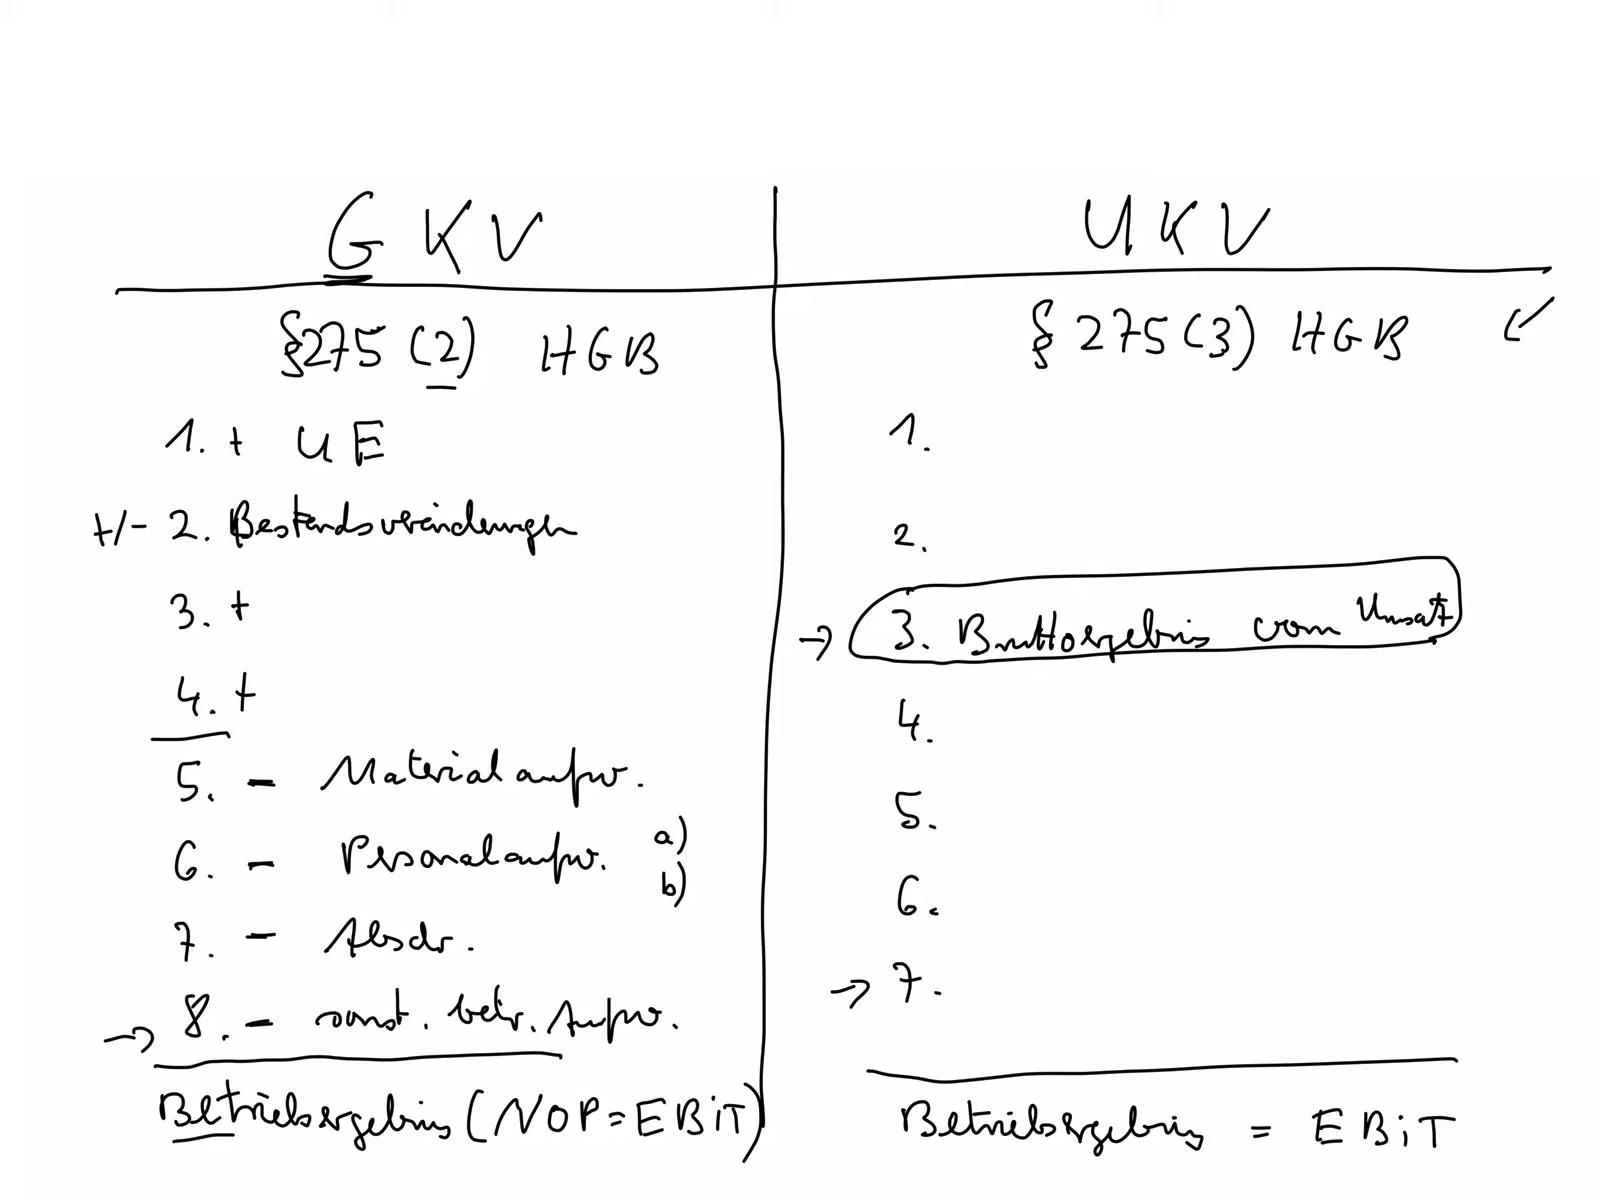 GKV
§275 (2) HGB
1. + UE
+/- 2. Bestandsveränderungen
3. +
4. +
5. - Materialaufw.
6. - Personalaufw. a)
b)
7. - Abschr.
→ 8. - sonst. betr. Aufw.
Betriebsergebnis (NOP = EBiT)
UKV
§ 275 (3) HGB ↙
1.
2.
→ 3. Bruttoergebnis vom Umsatz
4.
5.
6.
→ 7.
Betriebsergebnis = EBiT